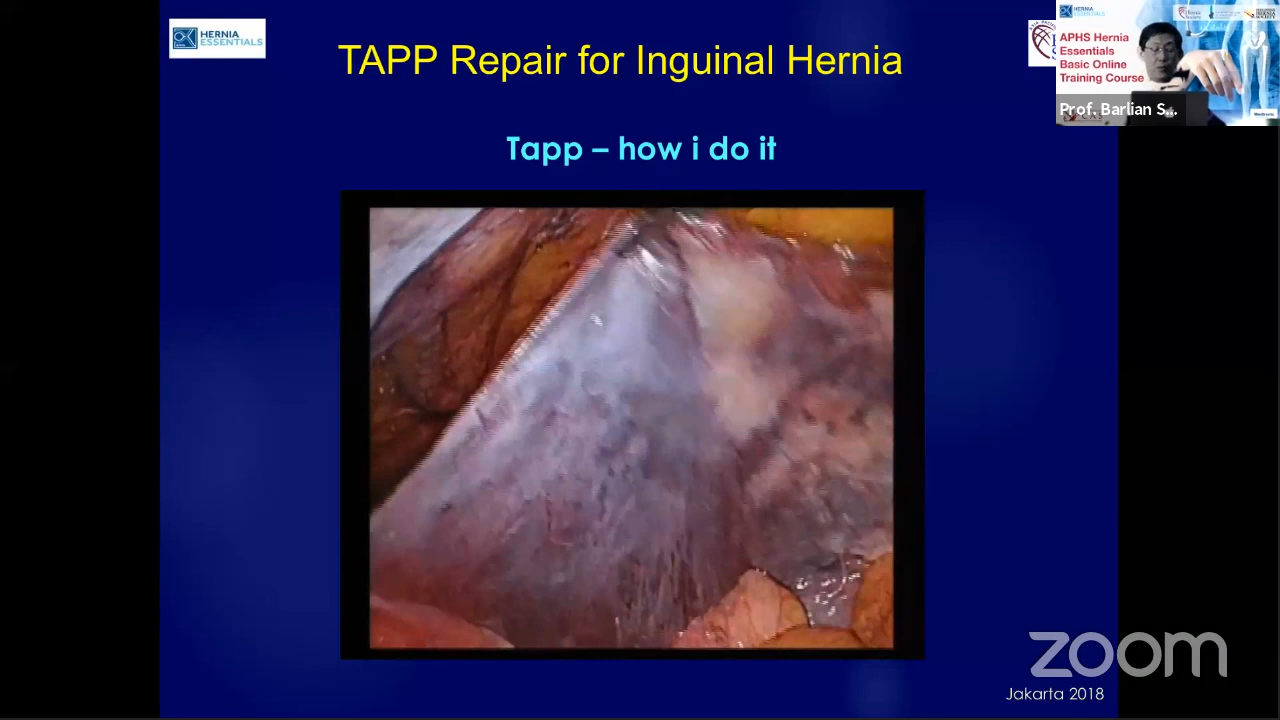 HERNIA
ESSENTIALS
TAPP Repair for Inguinal Hernia
HERNIA
ESSENTIALS
APHS Hernia
Essentials
Basic Online
Training Course
Prof. Barlian S...
Medtronic
Tapp – how i do it
zoom
Jakarta 2018